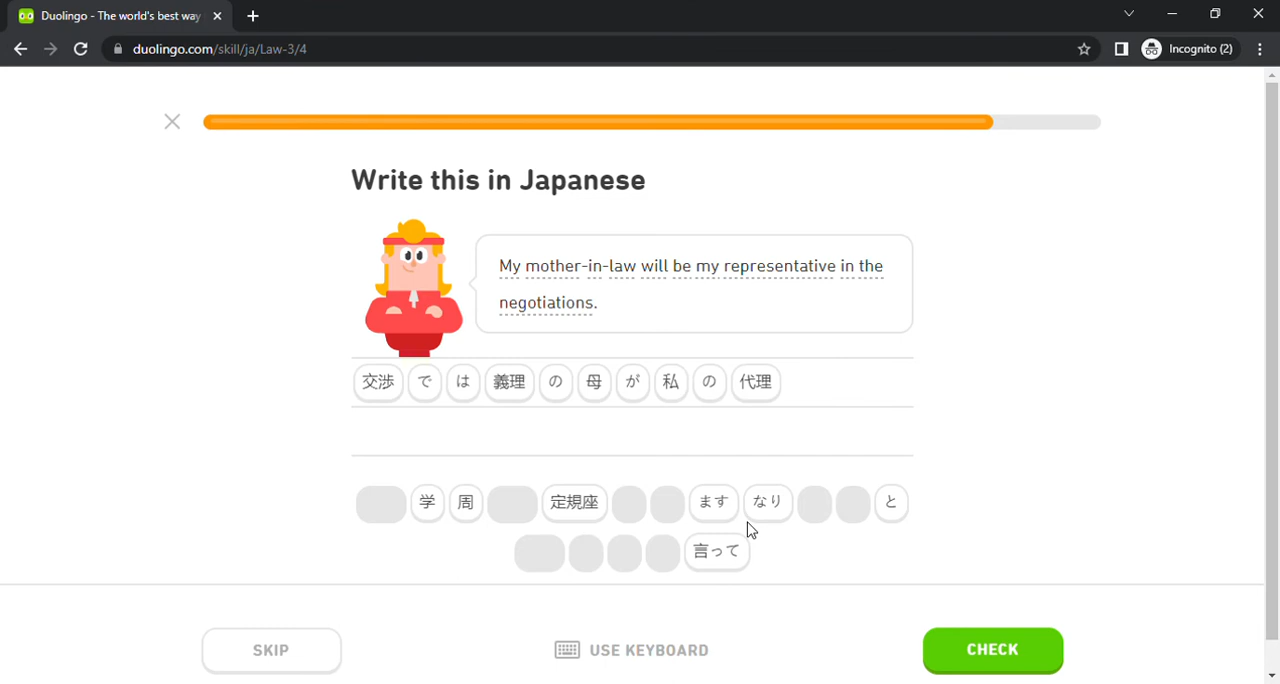 Duolingo - The world's best way
duolingo.com/skill/ja/Law-3/4
Incognito (2)
Write this in Japanese
My mother-in-law will be my representative in the
negotiations.
交渉 で は 義理 の 母 が 私 の 代理
学 周 定規座 ます なり と
言って
SKIP
USE KEYBOARD
CHECK